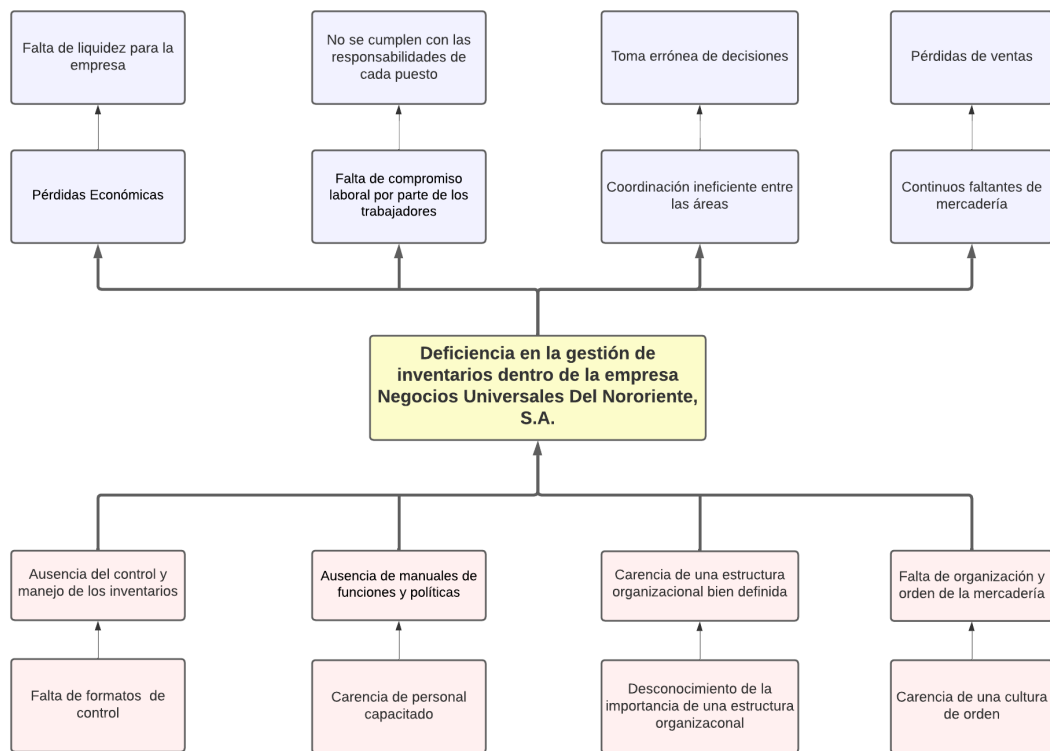 Falta de liquidez para la
empresa
No se cumplen con las
responsabilidades de
cada puesto
Toma errónea de decisiones
Pérdidas de ventas
Pérdidas Económicas
Falta de compromiso
laboral por parte de los
trabajadores
Coordinación ineficiente entre
las áreas
Continuos faltantes de
mercadería
Deficiencia en la gestión de
inventarios dentro de la empresa
Negocios Universales Del Nororiente,
S.A.
Ausencia del control y
manejo de los inventarios
Ausencia de manuales de
funciones y políticas
Carencia de una estructura
organizacional bien definida
Falta de organización y
orden de la mercadería
Falta de formatos  de
control
Carencia de personal
capacitado
Desconocimiento de la
importancia de una estructura
organizaconal
Carencia de una cultura
de orden